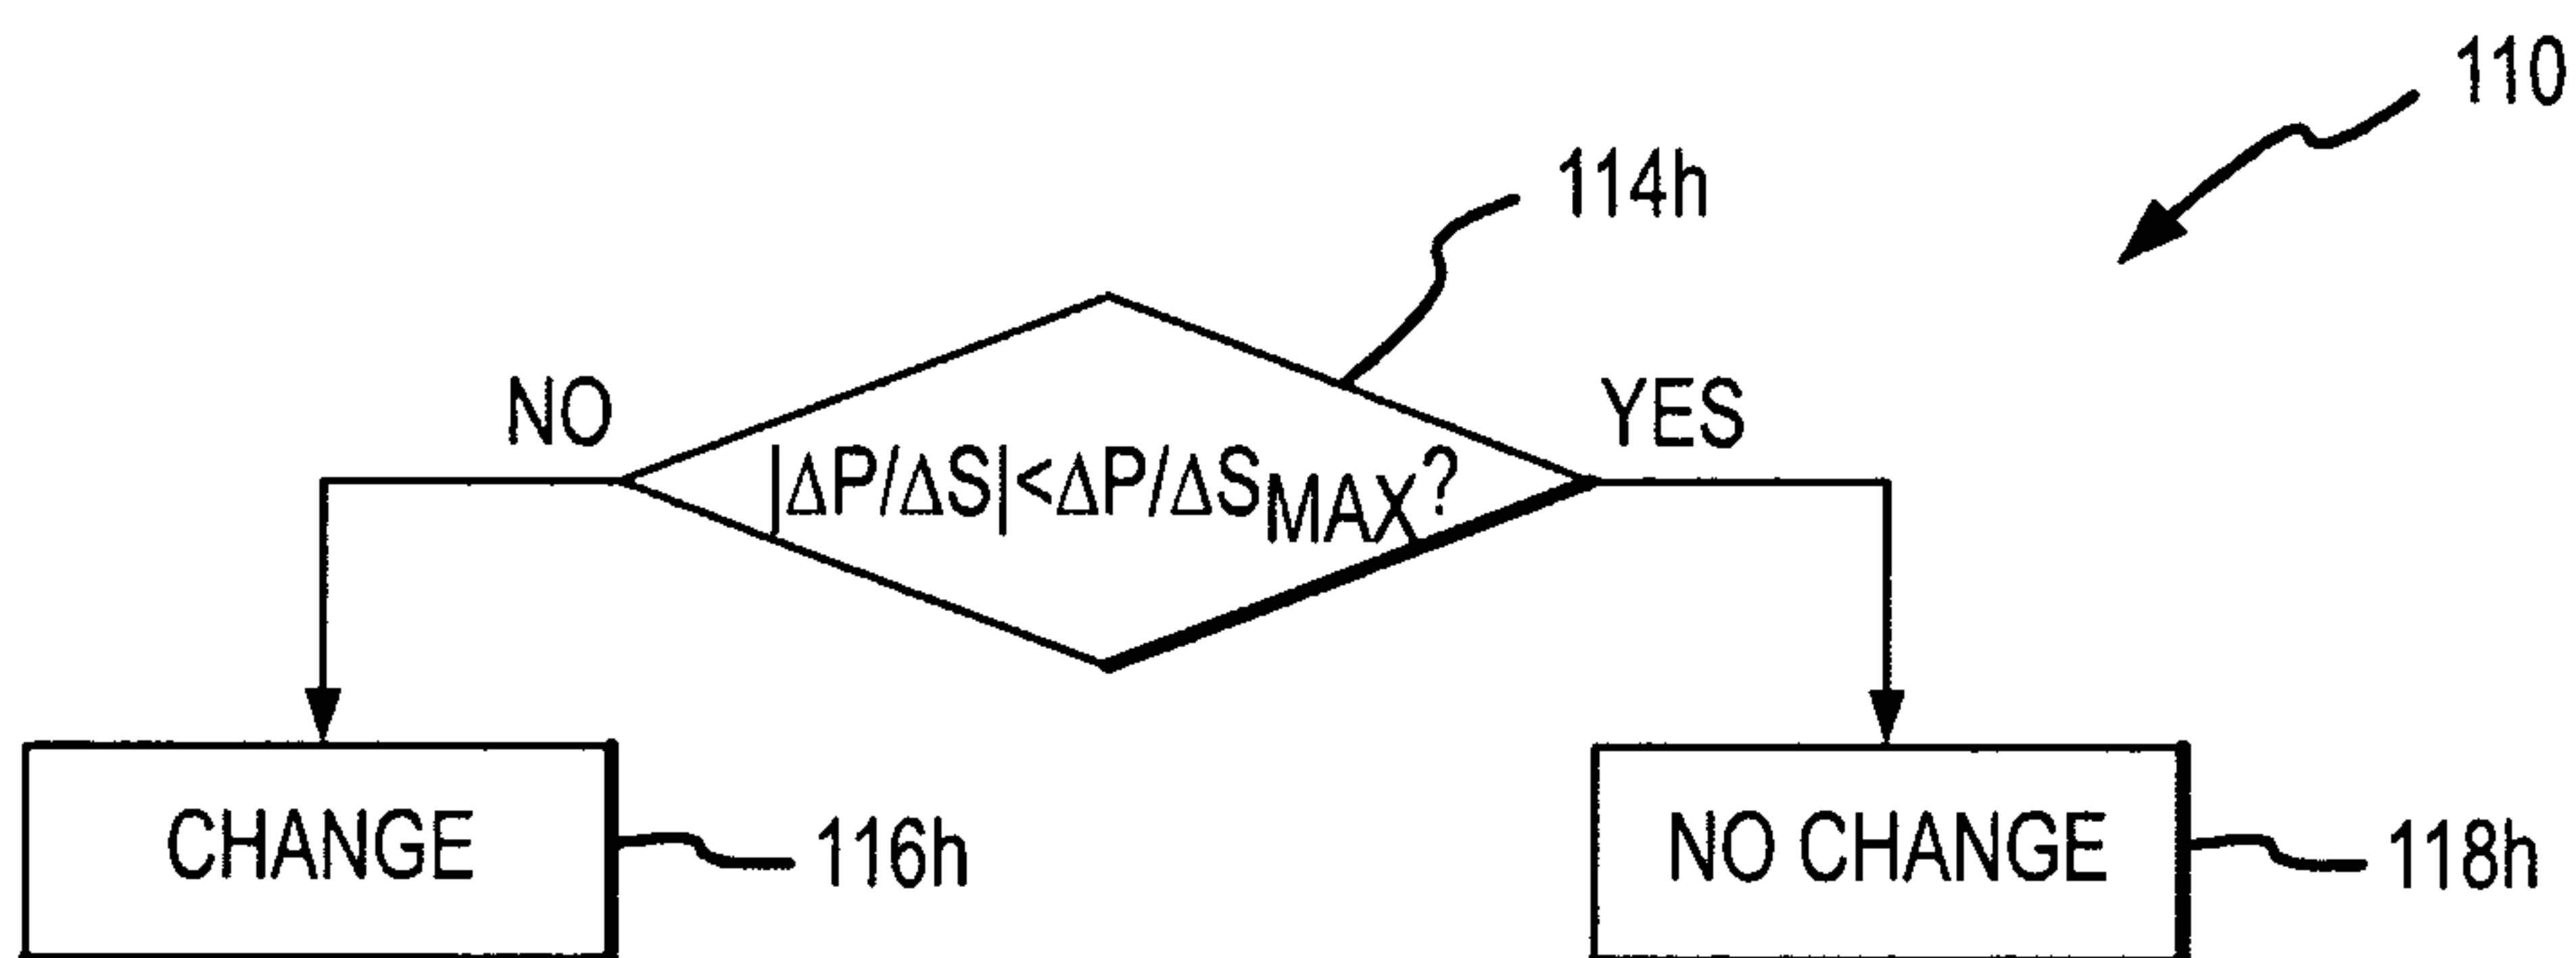 110
114h
NO
YES
|ΔP/ΔS|<ΔP/ΔSMAX?
CHANGE
116h
NO CHANGE
118h